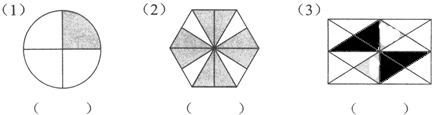 (1) (2) (3)
( ) ( ) ( )